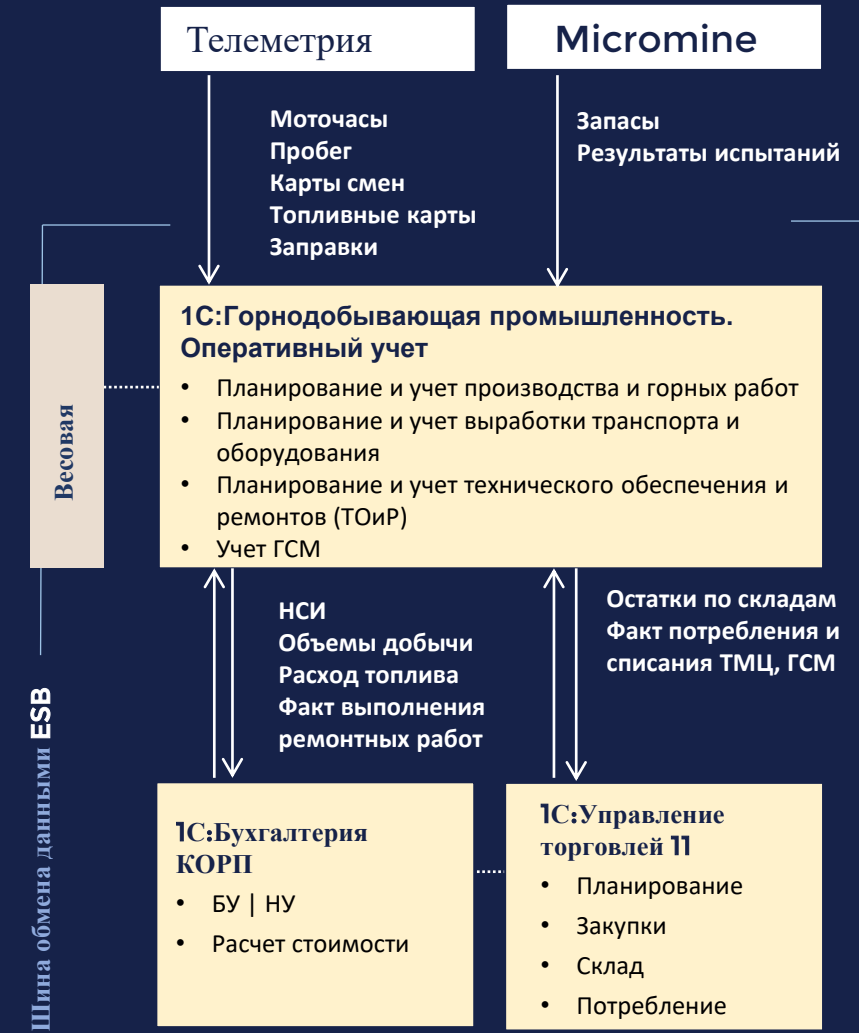 Телеметрия
Micromine
Моточасы
Пробег
Карты смен
Топливные карты
Заправки
Запасы
Результаты испытаний
Весовая
1С:Горнодобывающая промышленность.
Оперативный учет
• Планирование и учет производства и горных работ
• Планирование и учет выработки транспорта и
оборудования
• Планирование и учет технического обеспечения и
ремонтов (ТОиР)
• Учет ГСМ
НСИ
Объемы добычи
Расход топлива
Факт выполнения
ремонтных работ
Остатки по складам
Факт потребления и
списания ТМЦ, ГСМ
Шина обмена данными ESB
1С:Бухгалтерия
КОРП
• БУ | НУ
• Расчет стоимости
1С:Управление
торговлей 11
• Планирование
• Закупки
• Склад
• Потребление